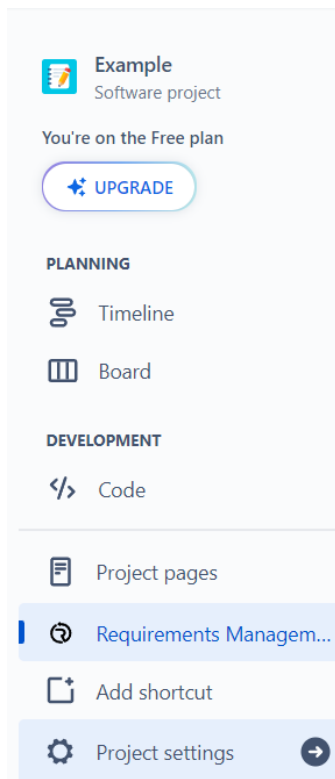 Example
Software project
You're on the Free plan
UPGRADE
PLANNING
Timeline
Board
DEVELOPMENT
Code
Project pages
Requirements Managem...
Add shortcut
Project settings